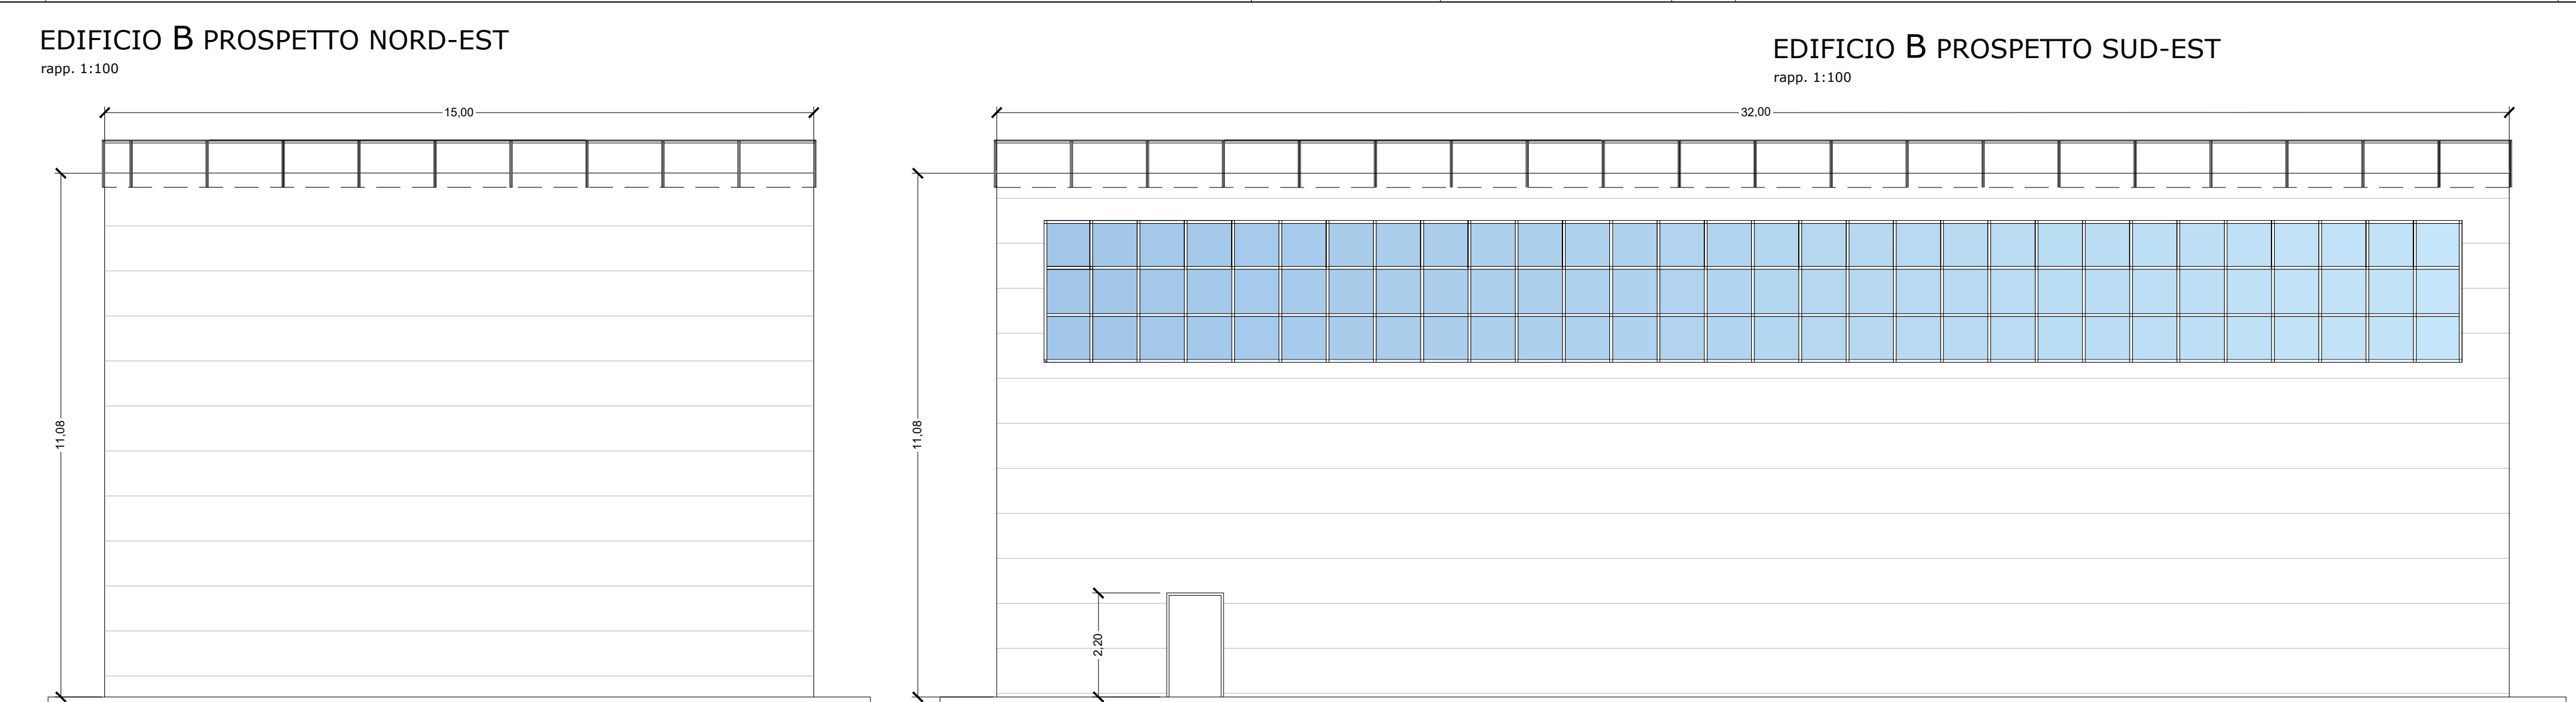 EDIFICIO B PROSPETTO NORD-EST
rapp. 1:100
15,00
11,08
EDIFICIO B PROSPETTO SUD-EST
rapp. 1:100
32,00
11,08
2,20